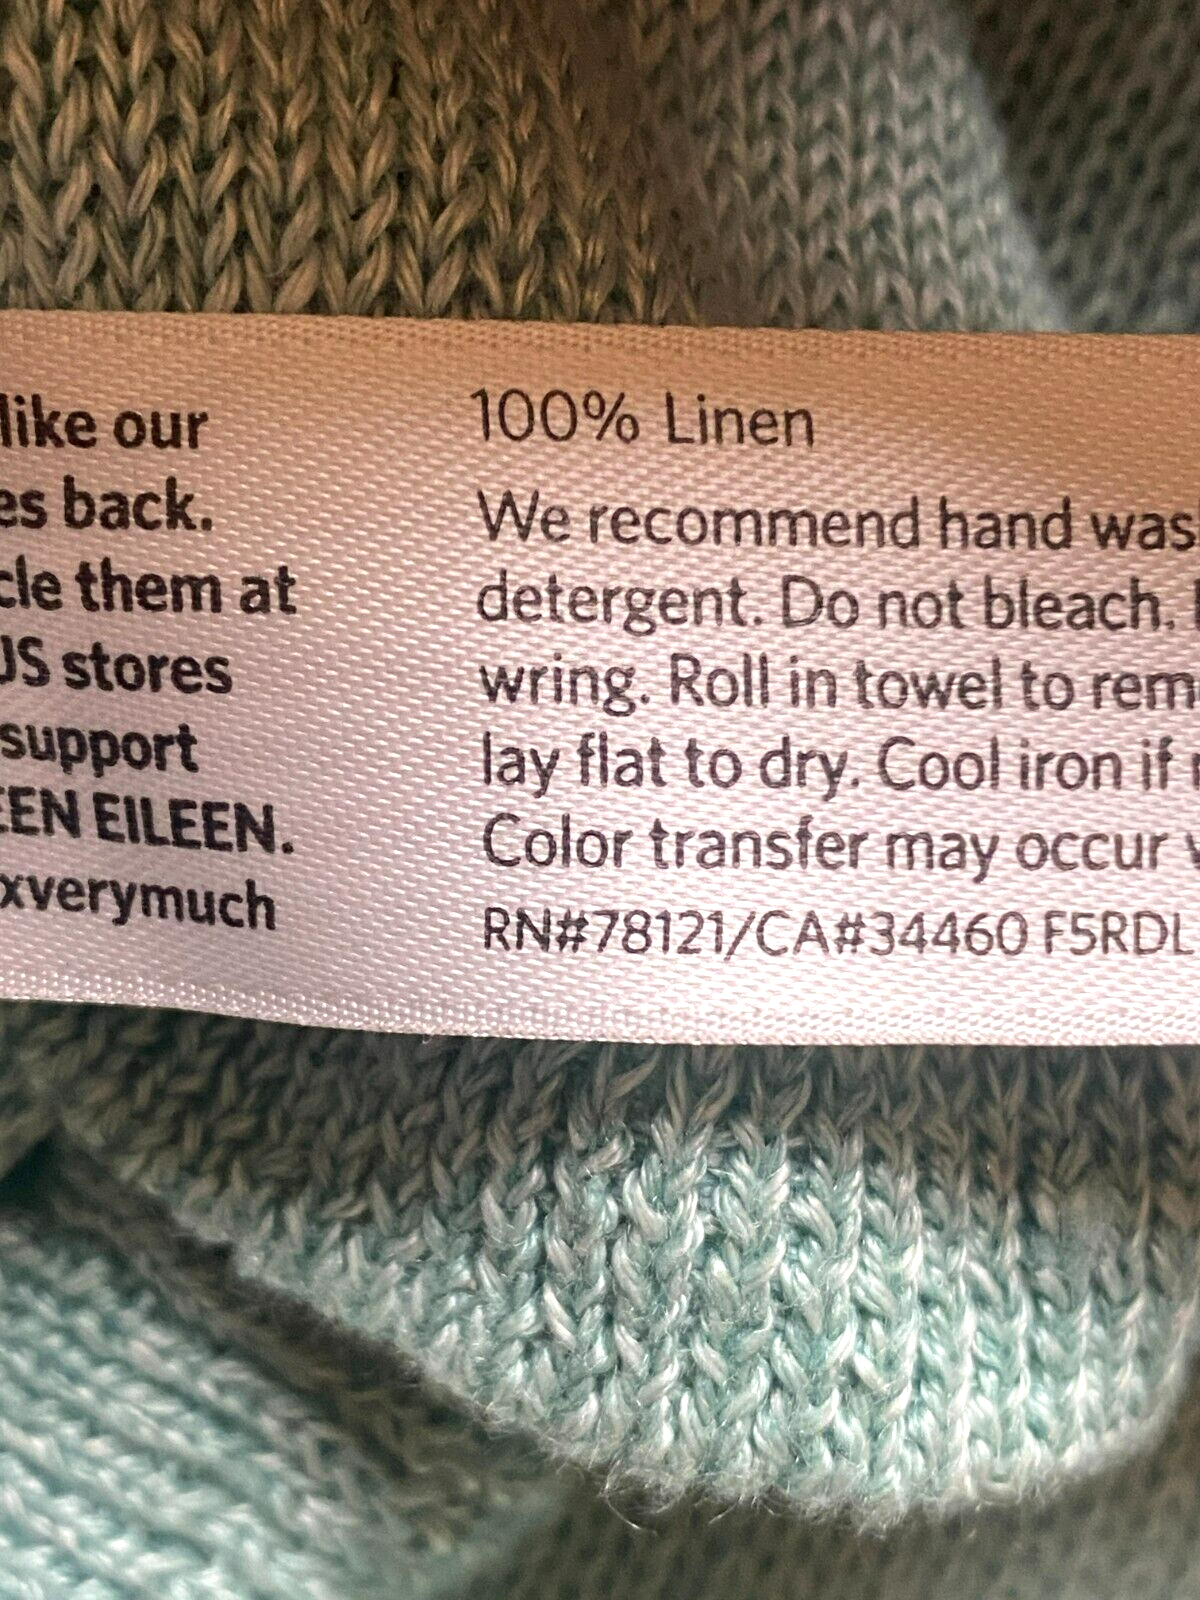 like our
es back.
cle them at
US stores
support
EEN EILEEN.
xverymuch
100% Linen
We recommend hand was
detergent. Do not bleach.
wring. Roll in towel to rem
lay flat to dry. Cool iron if
Color transfer may occur
RN#78121/CA#34460 F5RDL